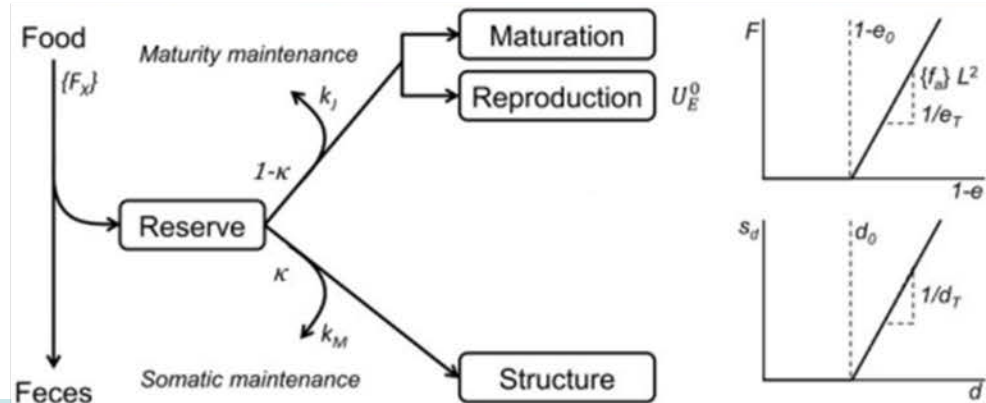 Food
{F_X}
Maturity maintenance
k_J
1-κ
Reserve
κ
k_M
Somatic maintenance
Feces
Maturation
Reproduction
U_E^0
Structure
F
1-e_0
{f_a} L^2
1/e_T
1-e
s_d
d_0
1/d_T
d